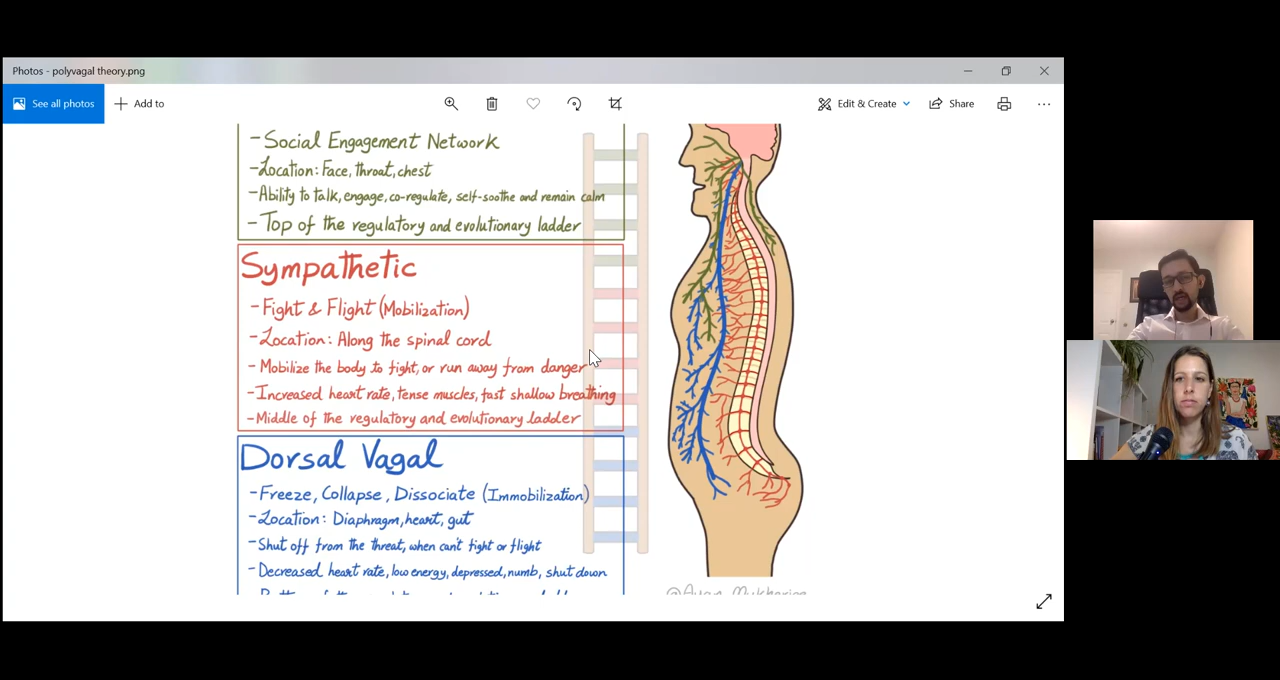 Photos - polyvagal theory.png
See all photos
Add to
Edit & Create
Share
- Social Engagement Network
- Location: Face, throat, chest
- Ability to talk, engage, co-regulate, self-soothe and remain calm
- Top of the regulatory and evolutionary ladder
Sympathetic
- Fight & Flight (Mobilization)
- Location: Along the spinal cord
- Mobilize the body to fight, or run away from danger
- Increased heart rate, tense muscles, fast shallow breathing
- Middle of the regulatory and evolutionary ladder
Dorsal Vagal
- Freeze, Collapse, Dissociate (Immobilization)
- Location: Diaphragm, heart, gut
- Shut off from the threat, when can't fight or flight
- Decreased heart rate, low energy, depressed, numb, shut down